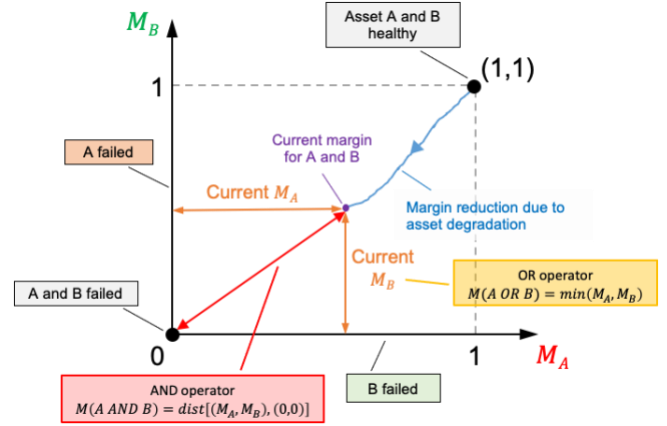 M_B
Asset A and B
healthy
(1,1)
1
Current margin
for A and B
A failed
Current M_A
Margin reduction due to
asset degradation
Current
M_B
OR operator
M(A OR B) = min(M_A, M_B)
A and B failed
0
1
M_A
AND operator
M(A AND B) = dist[(M_A, M_B), (0,0)]
B failed